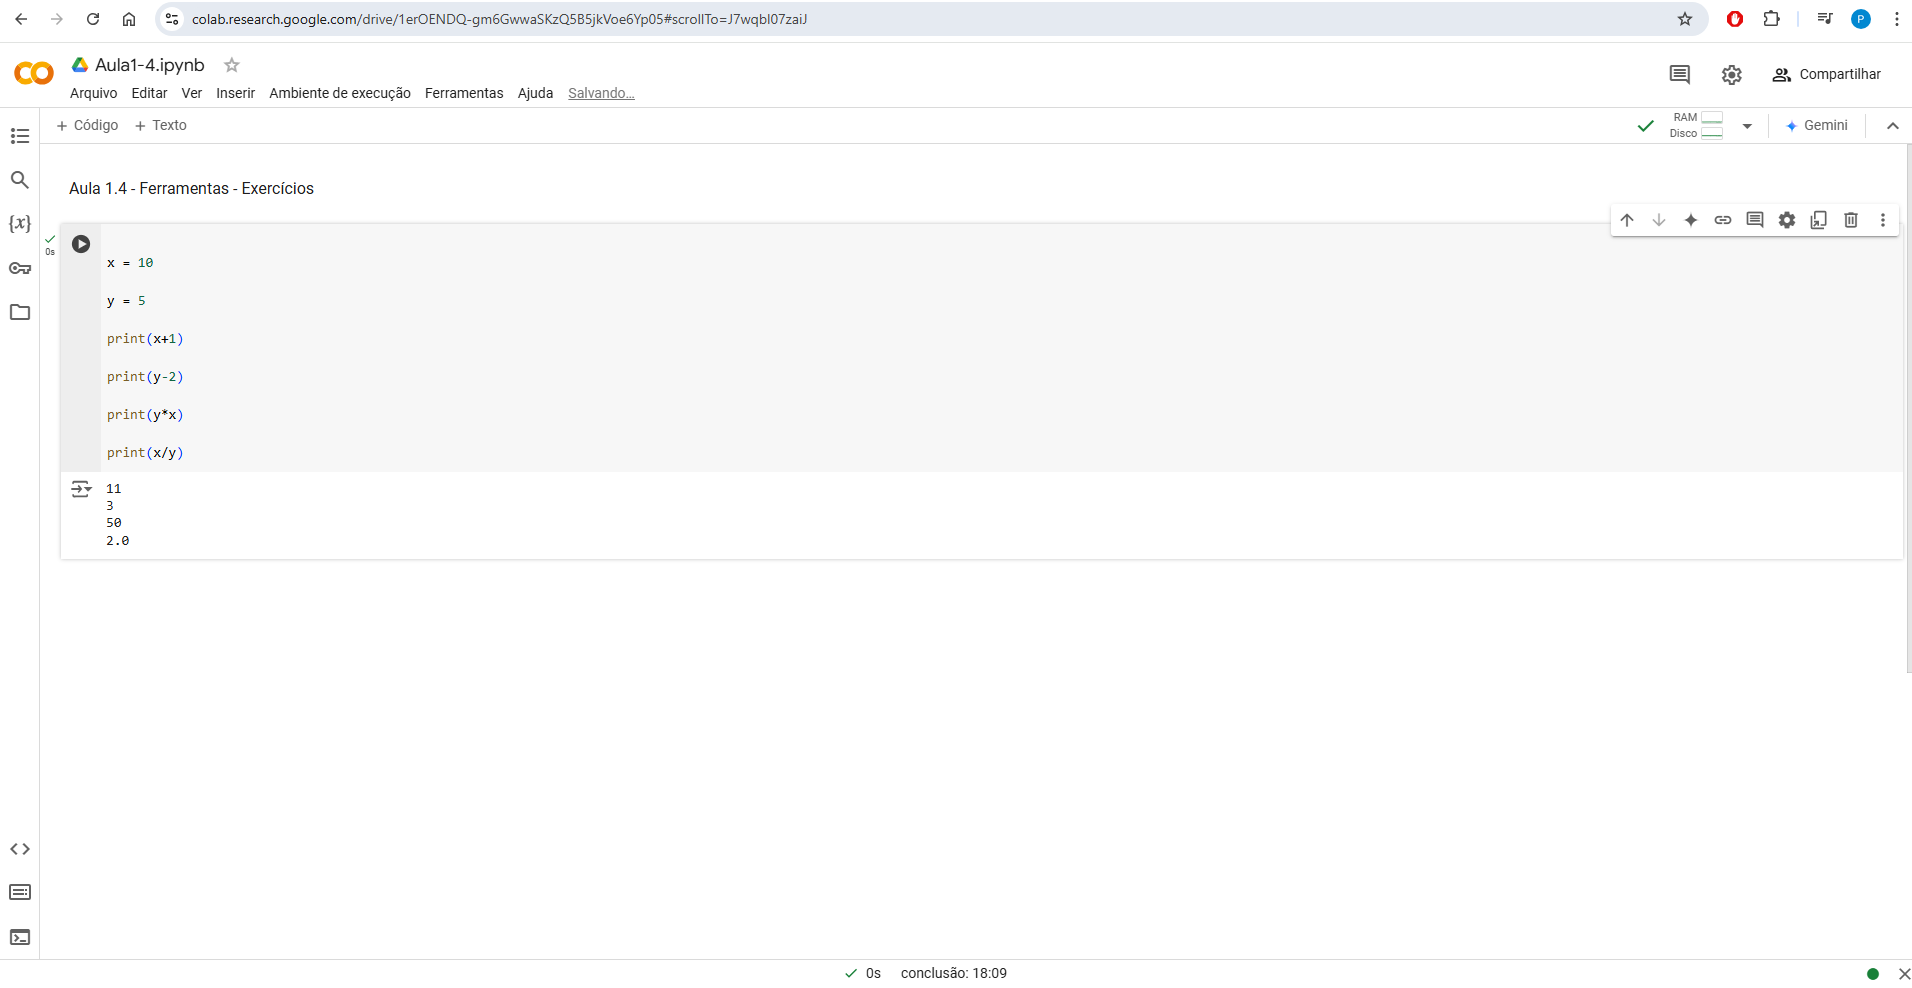 colab.research.google.com/drive/1erOENDQ-gm6GwwaSKzQ5B5jkVoe6Yp05#scrollTo=J7wqbl07zaiJ
P
Aula1-4.ipynb
Arquivo Editar Ver Inserir Ambiente de execução Ferramentas Ajuda Salvando...
Compartilhar
+ Código + Texto
RAM
Disco
Gemini
Aula 1.4 - Ferramentas - Exercícios
{x}
0s
x = 10
y = 5
print(x+1)
print(y-2)
print(y*x)
print(x/y)
11
3
50
2.0
0s conclusão: 18:09